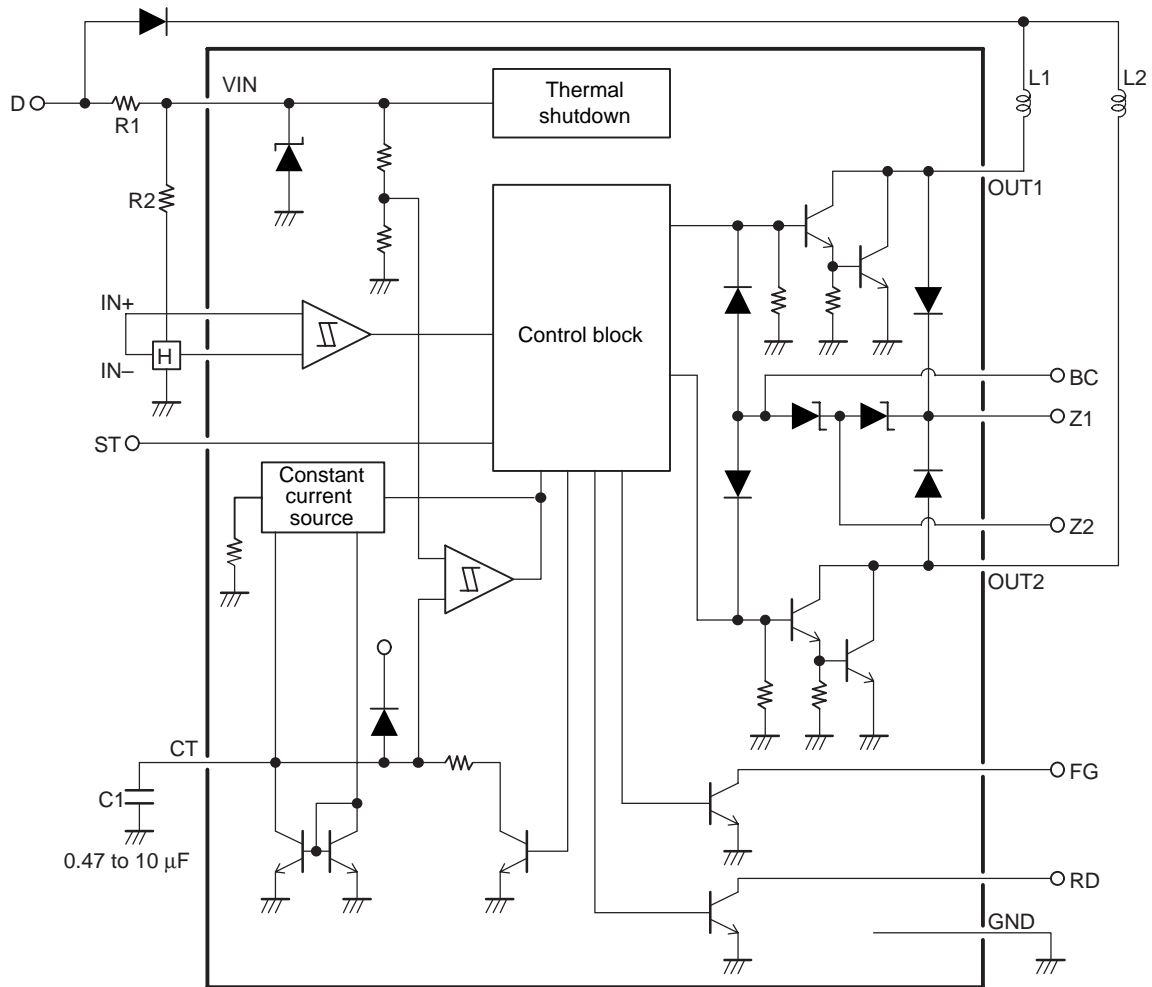 L1
L2
VIN
Thermal
shutdown
D
R1
R2
OUT1
IN+
Control block
H
IN–
BC
Z1
ST
Constant
current
source
Z2
OUT2
CT
FG
C1
0.47 to 10 µF
RD
GND